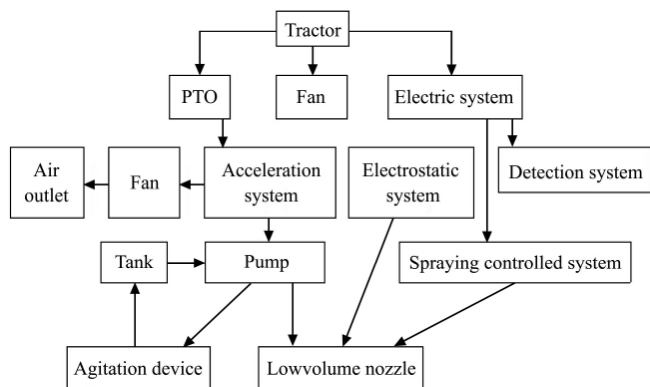 Tractor
PTO
Fan
Electric system
Air
outlet
Fan
Acceleration
system
Electrostatic
system
Detection system
Tank
Pump
Spraying controlled system
Agitation device
Lowvolume nozzle